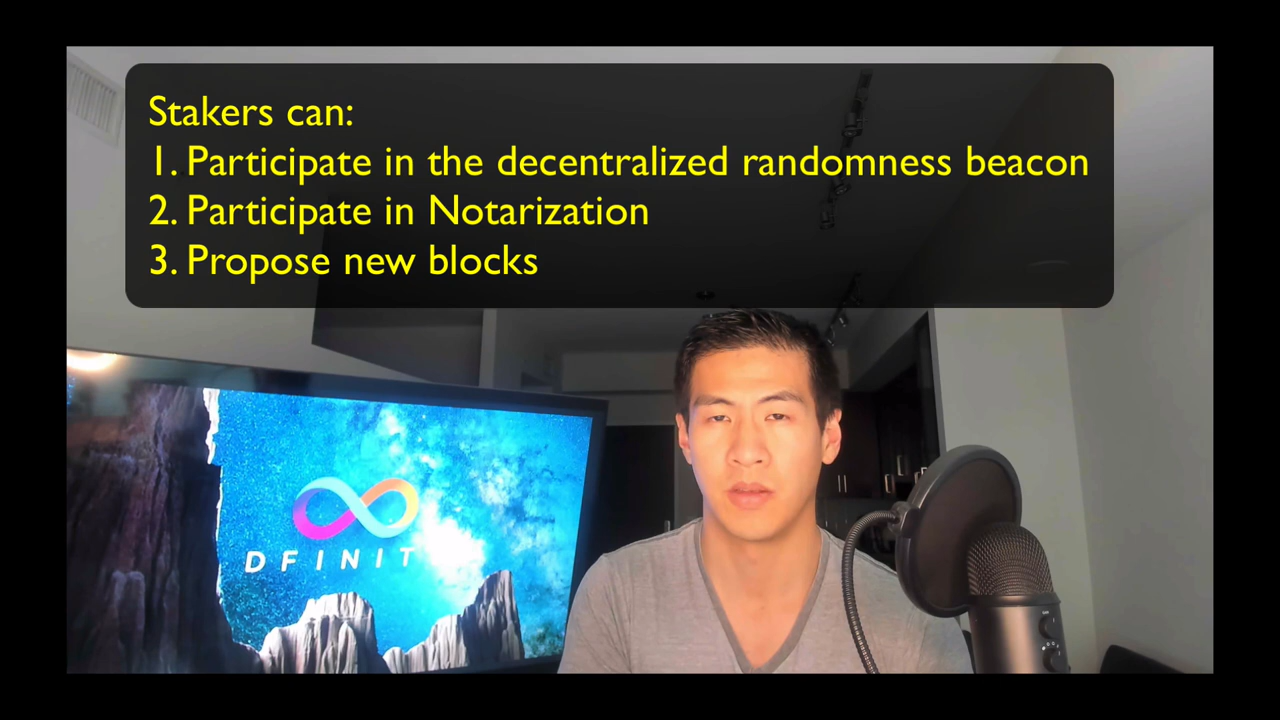 Stakers can:
1. Participate in the decentralized randomness beacon
2. Participate in Notarization
3. Propose new blocks
DFINIT